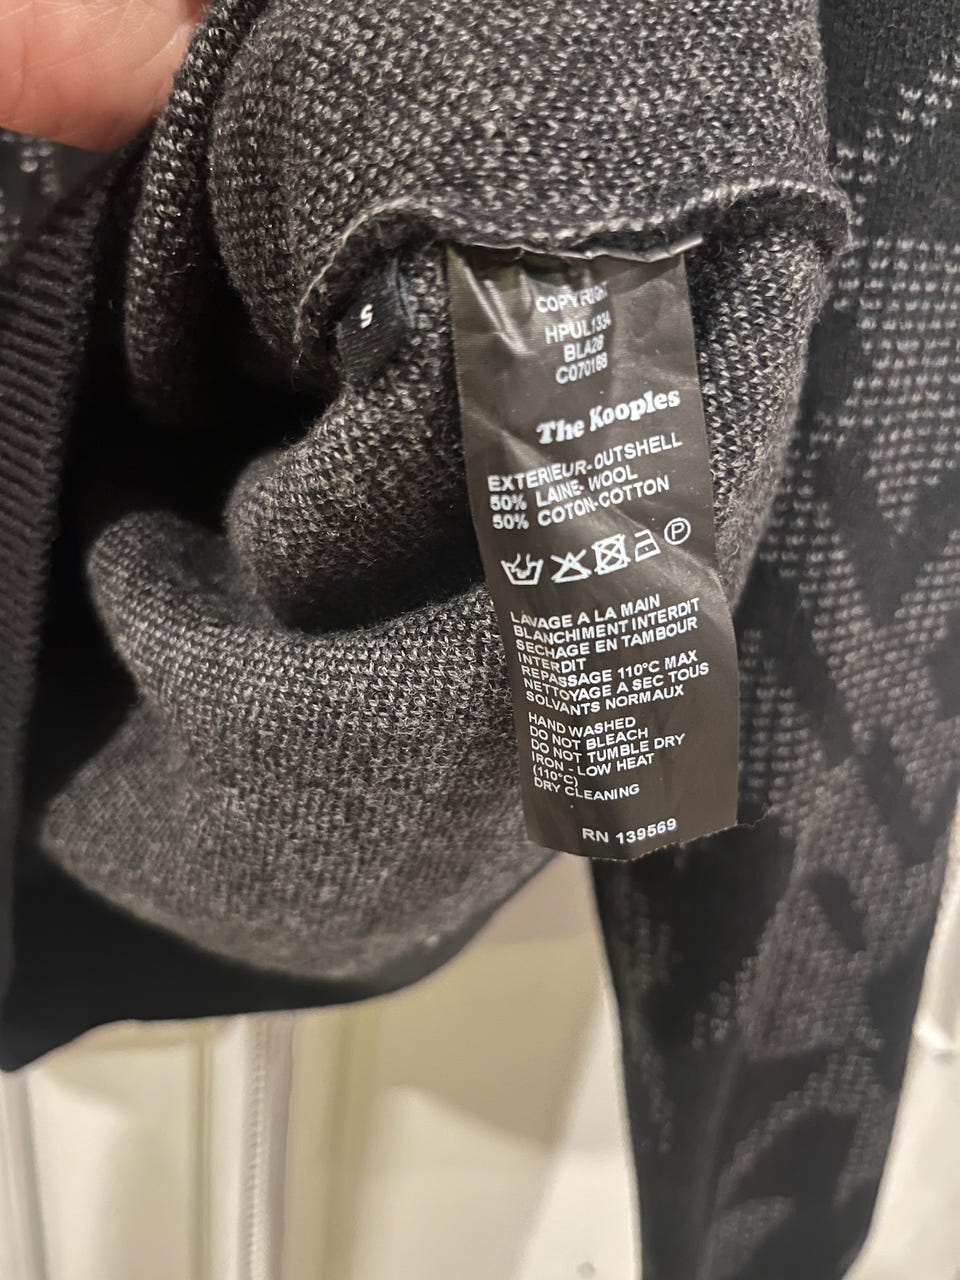 S
COPYRIGHT
HPUL1334
BLA28
C070188
The Kooples
EXTERIEUR-OUTSHELL
50% LAINE-WOOL
50% COTON-COTTON
P
LAVAGE A LA MAIN
BLANCHIMENT INTERDIT
SECHAGE EN TAMBOUR
INTERDIT
REPASSAGE 110°C MAX
NETTOYAGE A SEC TOUS
SOLVANTS NORMAUX
HAND WASHED
DO NOT BLEACH
DO NOT TUMBLE DRY
IRON - LOW HEAT
(110°C)
DRY CLEANING
RN 139569